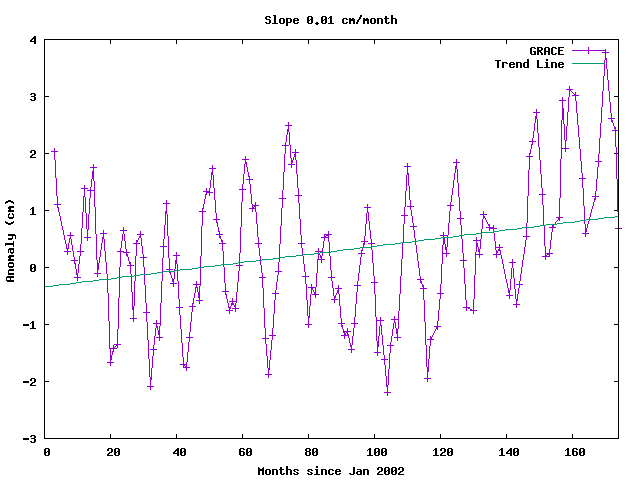 Slope 0.01 cm/month
GRACE
Trend Line
4
3
2
1
0
-1
-2
-3
Anomaly (cm)
0 20 40 60 80 100 120 140 160
Months since Jan 2002